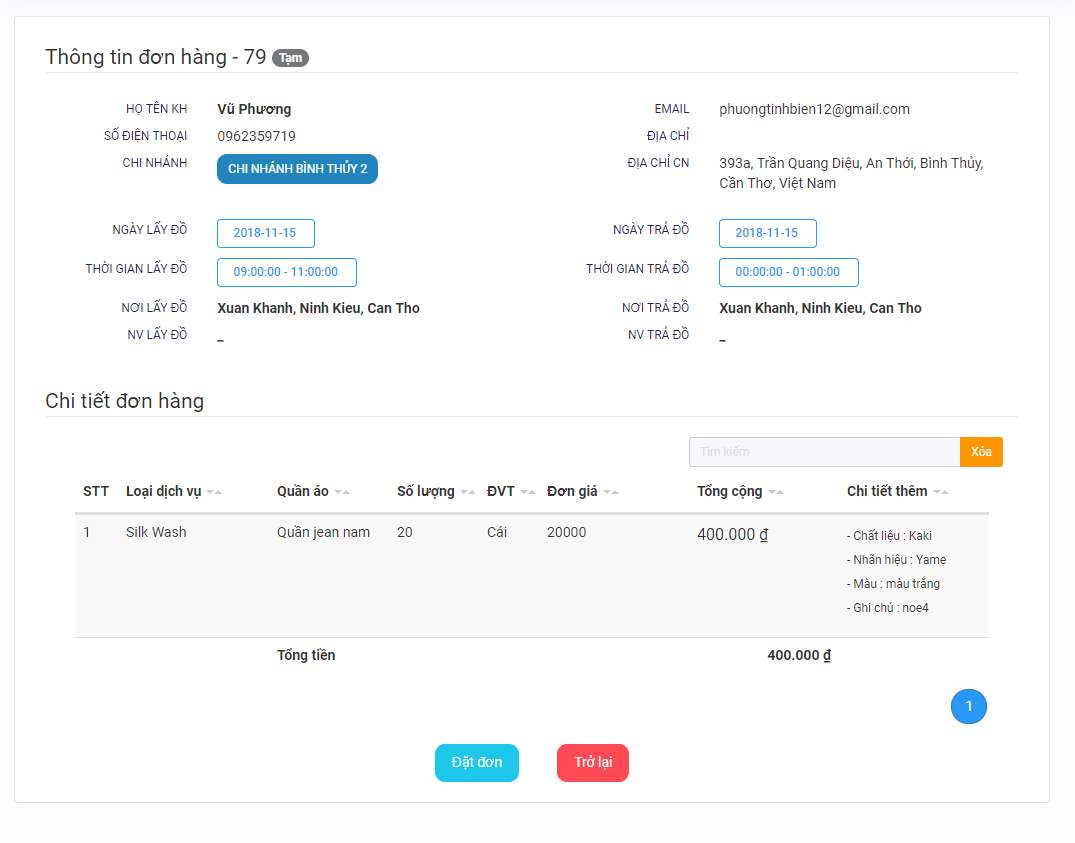 Thông tin đơn hàng - 79 Tạm
HỌ TÊN KH Vũ Phương EMAIL phuongtinhbien12@gmail.com
SỐ ĐIỆN THOẠI 0962359719 ĐỊA CHỈ
CHI NHÁNH CHI NHÁNH BÌNH THỦY 2 ĐỊA CHỈ CN 393a, Trần Quang Diệu, An Thới, Bình Thủy,
Cần Thơ, Việt Nam
NGÀY LẤY ĐỒ 2018-11-15 NGÀY TRẢ ĐỒ 2018-11-15
THỜI GIAN LẤY ĐỒ 09:00:00 - 11:00:00 THỜI GIAN TRẢ ĐỒ 00:00:00 - 01:00:00
NƠI LẤY ĐỒ Xuan Khanh, Ninh Kieu, Can Tho NƠI TRẢ ĐỒ Xuan Khanh, Ninh Kieu, Can Tho
NV LẤY ĐỒ _ NV TRẢ ĐỒ _
Chi tiết đơn hàng
Tìm kiếm Xóa
STT Loại dịch vụ Quần áo Số lượng ĐVT Đơn giá Tổng cộng Chi tiết thêm
1 Silk Wash Quần jean nam 20 Cái 20000 400.000 ₫ - Chất liệu : Kaki
- Nhãn hiệu : Yame
- Màu : màu trắng
- Ghi chú : noe4
Tổng tiền 400.000 ₫
1
Đặt đơn Trở lại